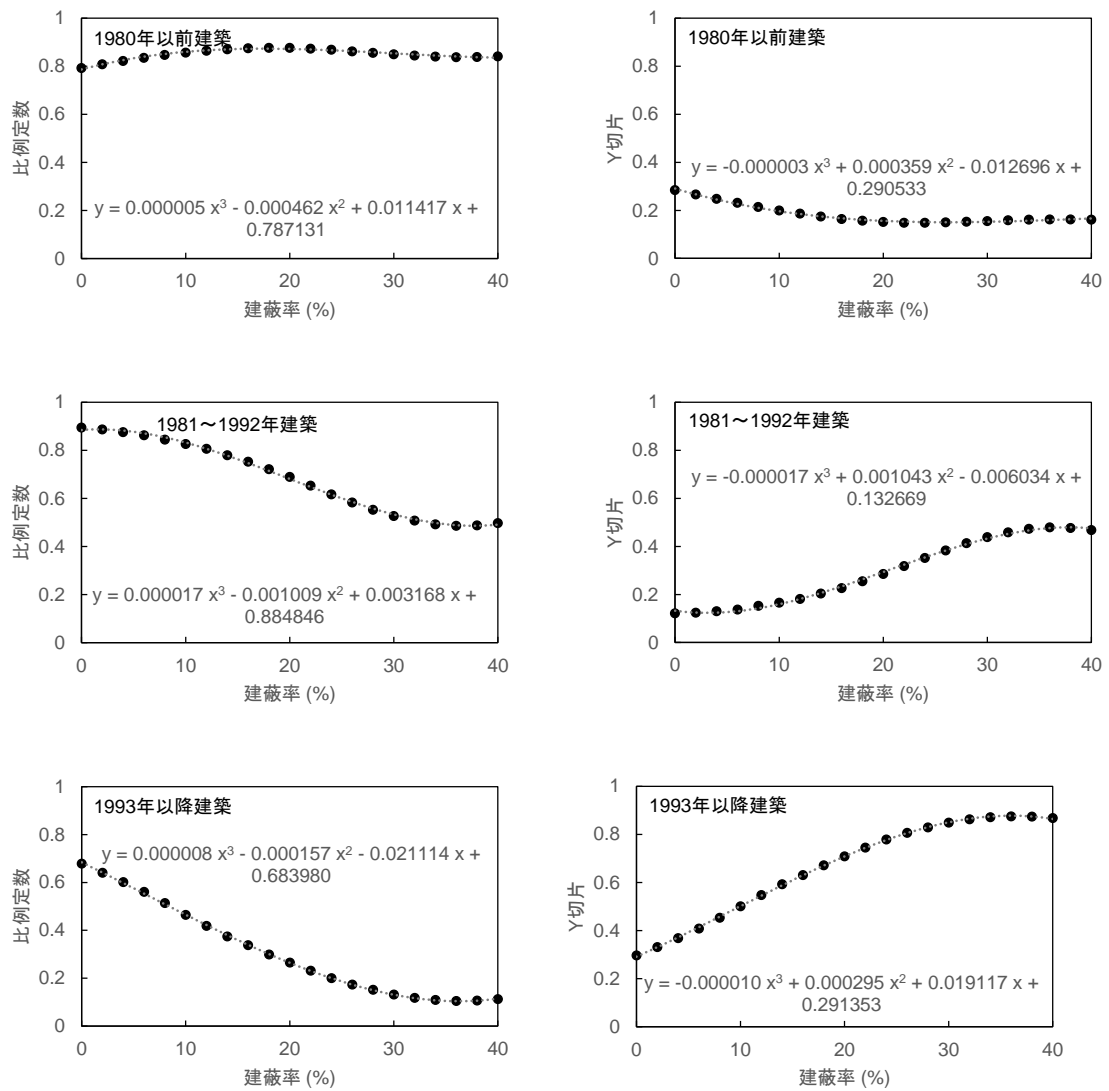 1
0.8
0.6
0.4
0.2
0
比例定数
1980年以前建築
y = 0.000005 x³ - 0.000462 x² + 0.011417 x +
0.787131
0 10 20 30 40
建蔽率 (%)
1
0.8
0.6
0.4
0.2
0
Y切片
1980年以前建築
y = -0.000003 x³ + 0.000359 x² - 0.012696 x +
0.290533
0 10 20 30 40
建蔽率 (%)
1
0.8
0.6
0.4
0.2
0
比例定数
1981～1992年建築
y = 0.000017 x³ - 0.001009 x² + 0.003168 x +
0.884846
0 10 20 30 40
建蔽率 (%)
1
0.8
0.6
0.4
0.2
0
Y切片
1981～1992年建築
y = -0.000017 x³ + 0.001043 x² - 0.006034 x +
0.132669
0 10 20 30 40
建蔽率 (%)
1
0.8
0.6
0.4
0.2
0
比例定数
1993年以降建築
y = 0.000008 x³ - 0.000157 x² - 0.021114 x +
0.683980
0 10 20 30 40
建蔽率 (%)
1
0.8
0.6
0.4
0.2
0
Y切片
1993年以降建築
y = -0.000010 x³ + 0.000295 x² + 0.019117 x +
0.291353
0 10 20 30 40
建蔽率 (%)